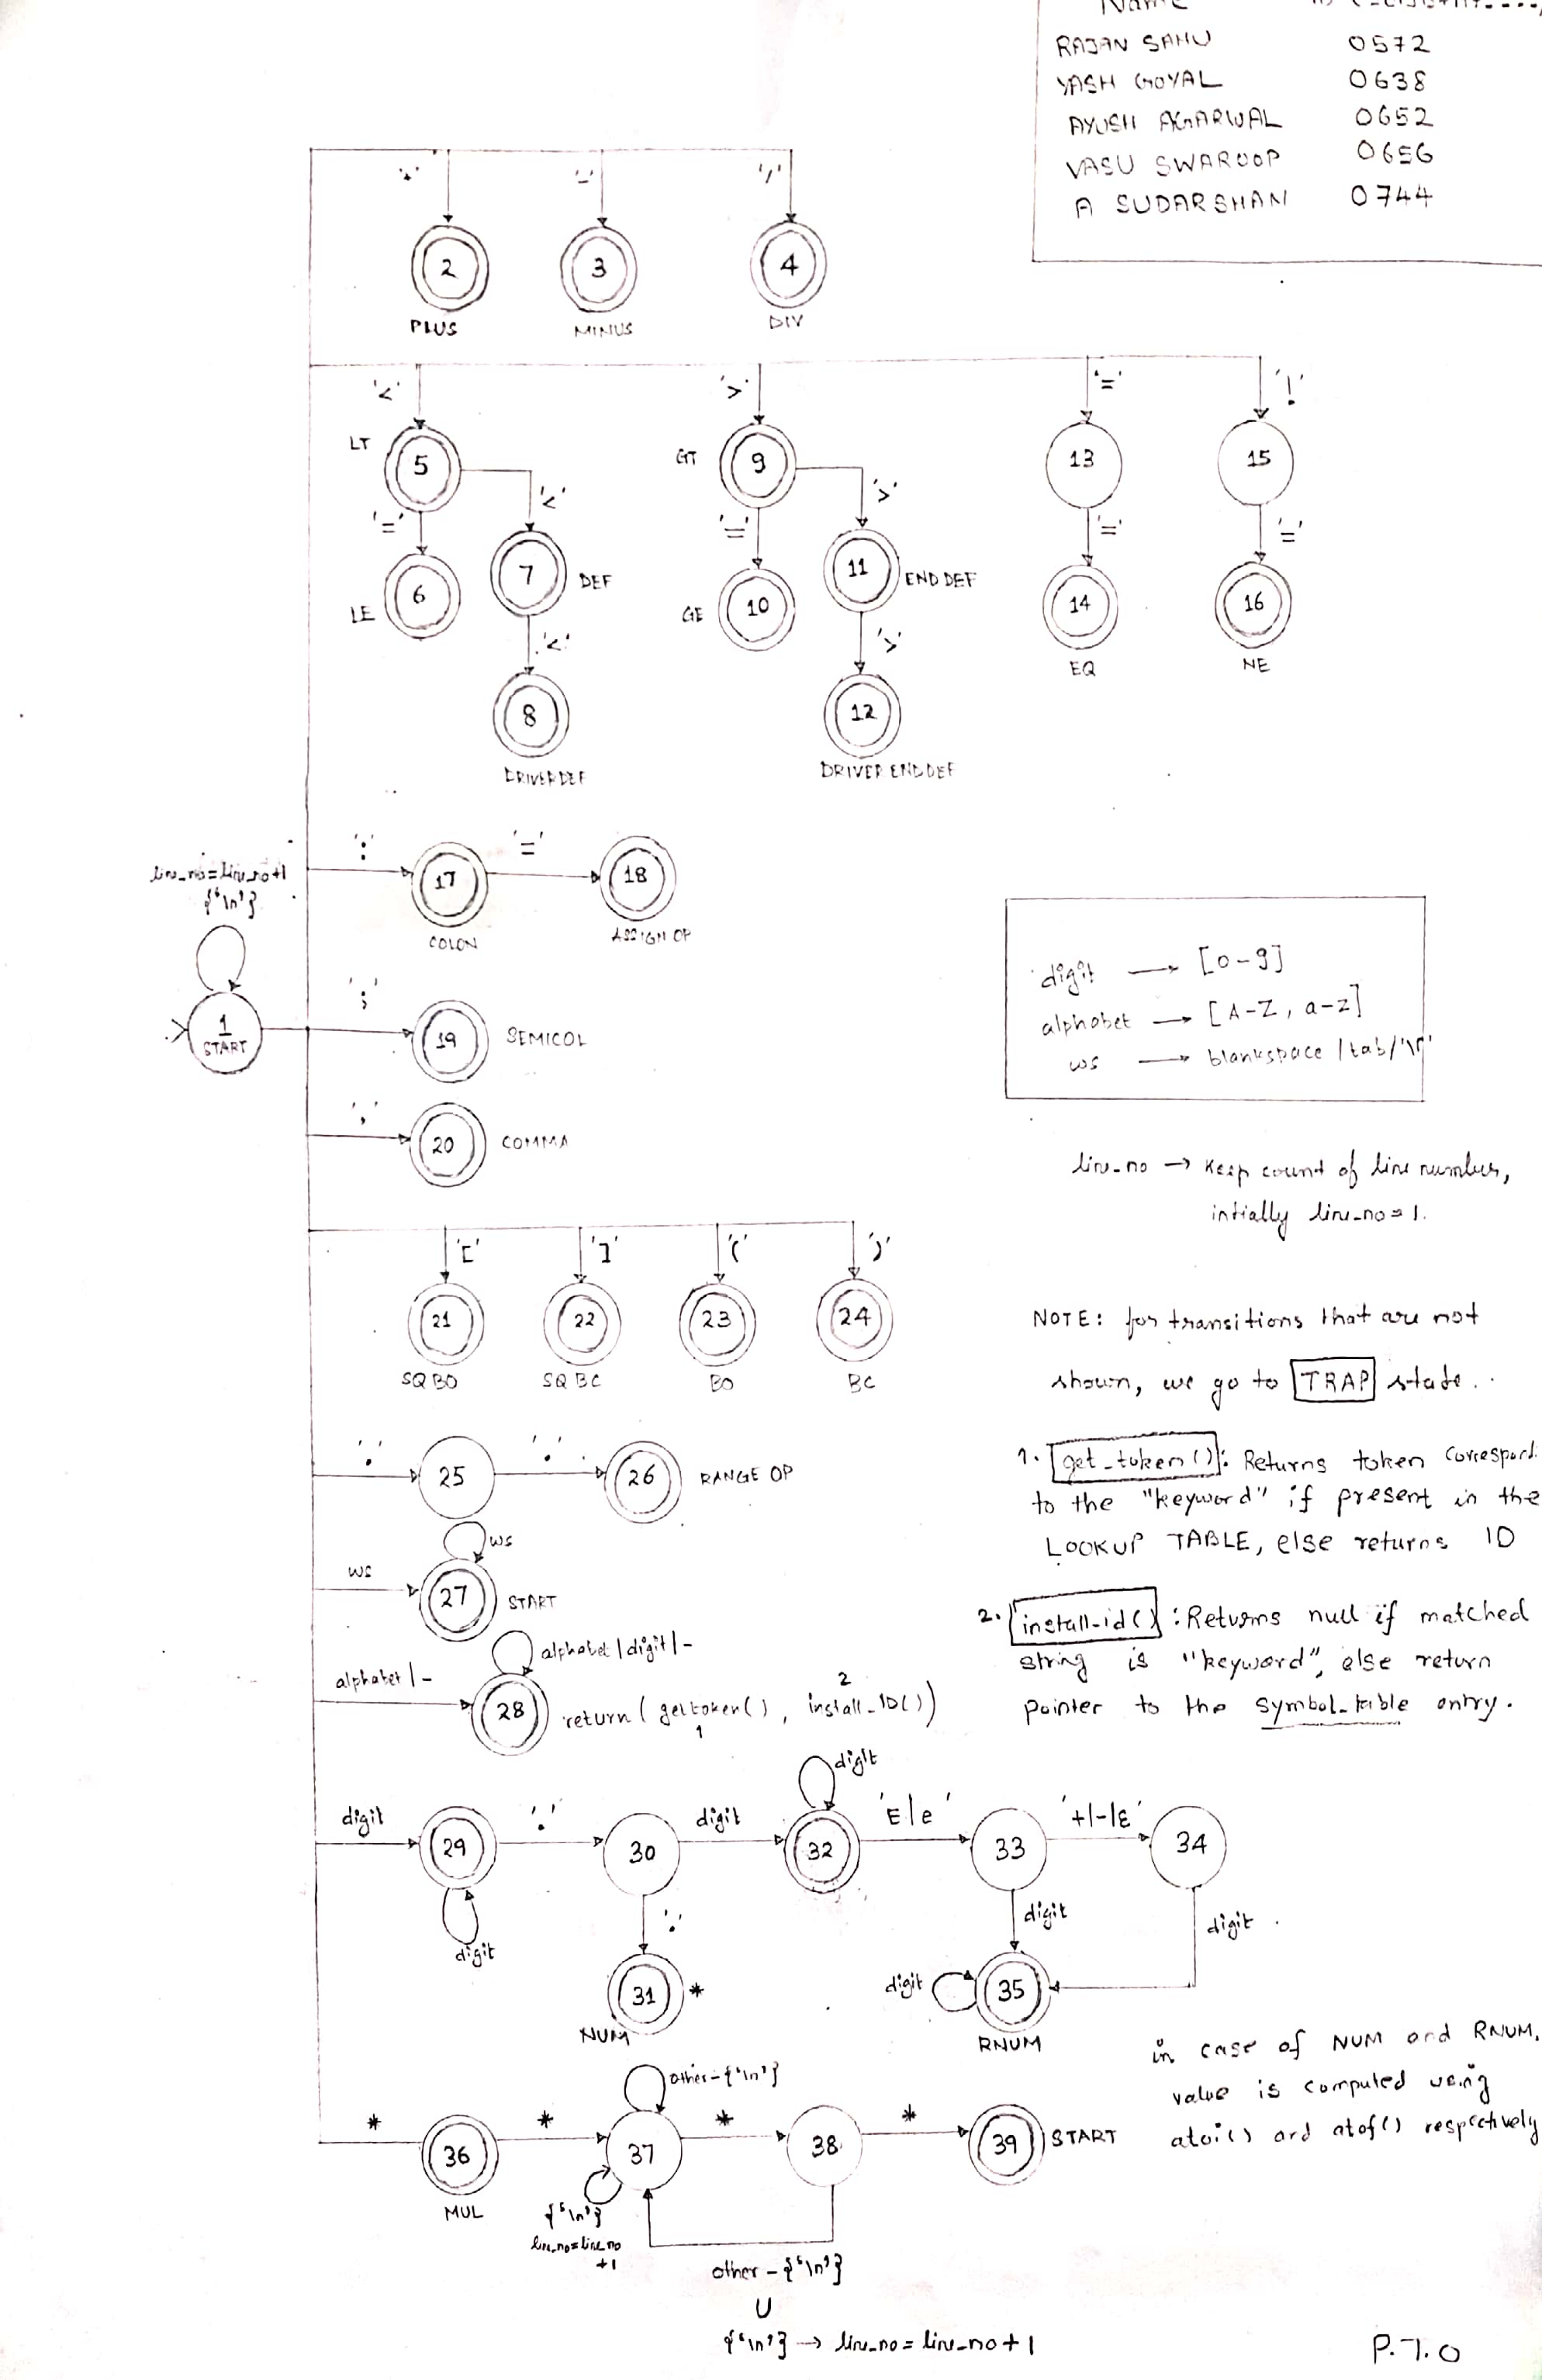 Name
RAJAN SAHU 0572
YASH GOYAL 0638
AYUSH AGARWAL 0652
VASU SWAROOP 0656
A SUDARSHAN 0744
'+' '-' '/'
2 3 4
PLUS MINUS DIV
'<' '>' '=' '!'
LT 5 GT 9 13 15
'<' '>'
'=' '=' '=' '='
LE 6 7 DEF GE 10 11 END DEF 14 16
'<' '>' EQ NE
8 12
DRIVERDEF DRIVER ENDDEF
line_no=line_no+1
{'\n'}
':' 17 '=' 18
COLON ASSIGN OP
1
START
';' 19 SEMICOL
',' 20 COMMA
digit → [0-9]
alphabet → [A-Z, a-z]
ws → blankspace / tab/'\r'
line_no → Keep count of line numbers,
intially line_no = 1.
'[' ']' '(' ')'
21 22 23 24
SQ BO SQ BC BO BC
NOTE: for transitions that are not
shown, we go to TRAP state..
'.' 25 '.' 26 RANGE OP
ws ws
27 START
1. get_token(): Returns token correspond.
to the "keyword" if present in the
LOOKUP TABLE, else returns ID
2. install-id() : Returns null if matched
string is "keyword", else return
pointer to the symbol_table entry.
alphabet | digit | -
alphabet | - 28 return ( gettoken() , install_ID() )
1 2
digit
digit 29 '.' 30 digit 32 'E|e' 33 '+|-|ε' 34
digit '.' digit digit
31 * digit 35
NUM RNUM
in case of NUM and RNUM,
value is computed using
atoi() and atof() respectively
other-{'\n'}
* 36 * 37 * 38 * 39 START
MUL {'\n'}
line_no=line_no
+1
other - {'\n'}
U
{'\n'} → line_no = line_no + 1
P.T.O